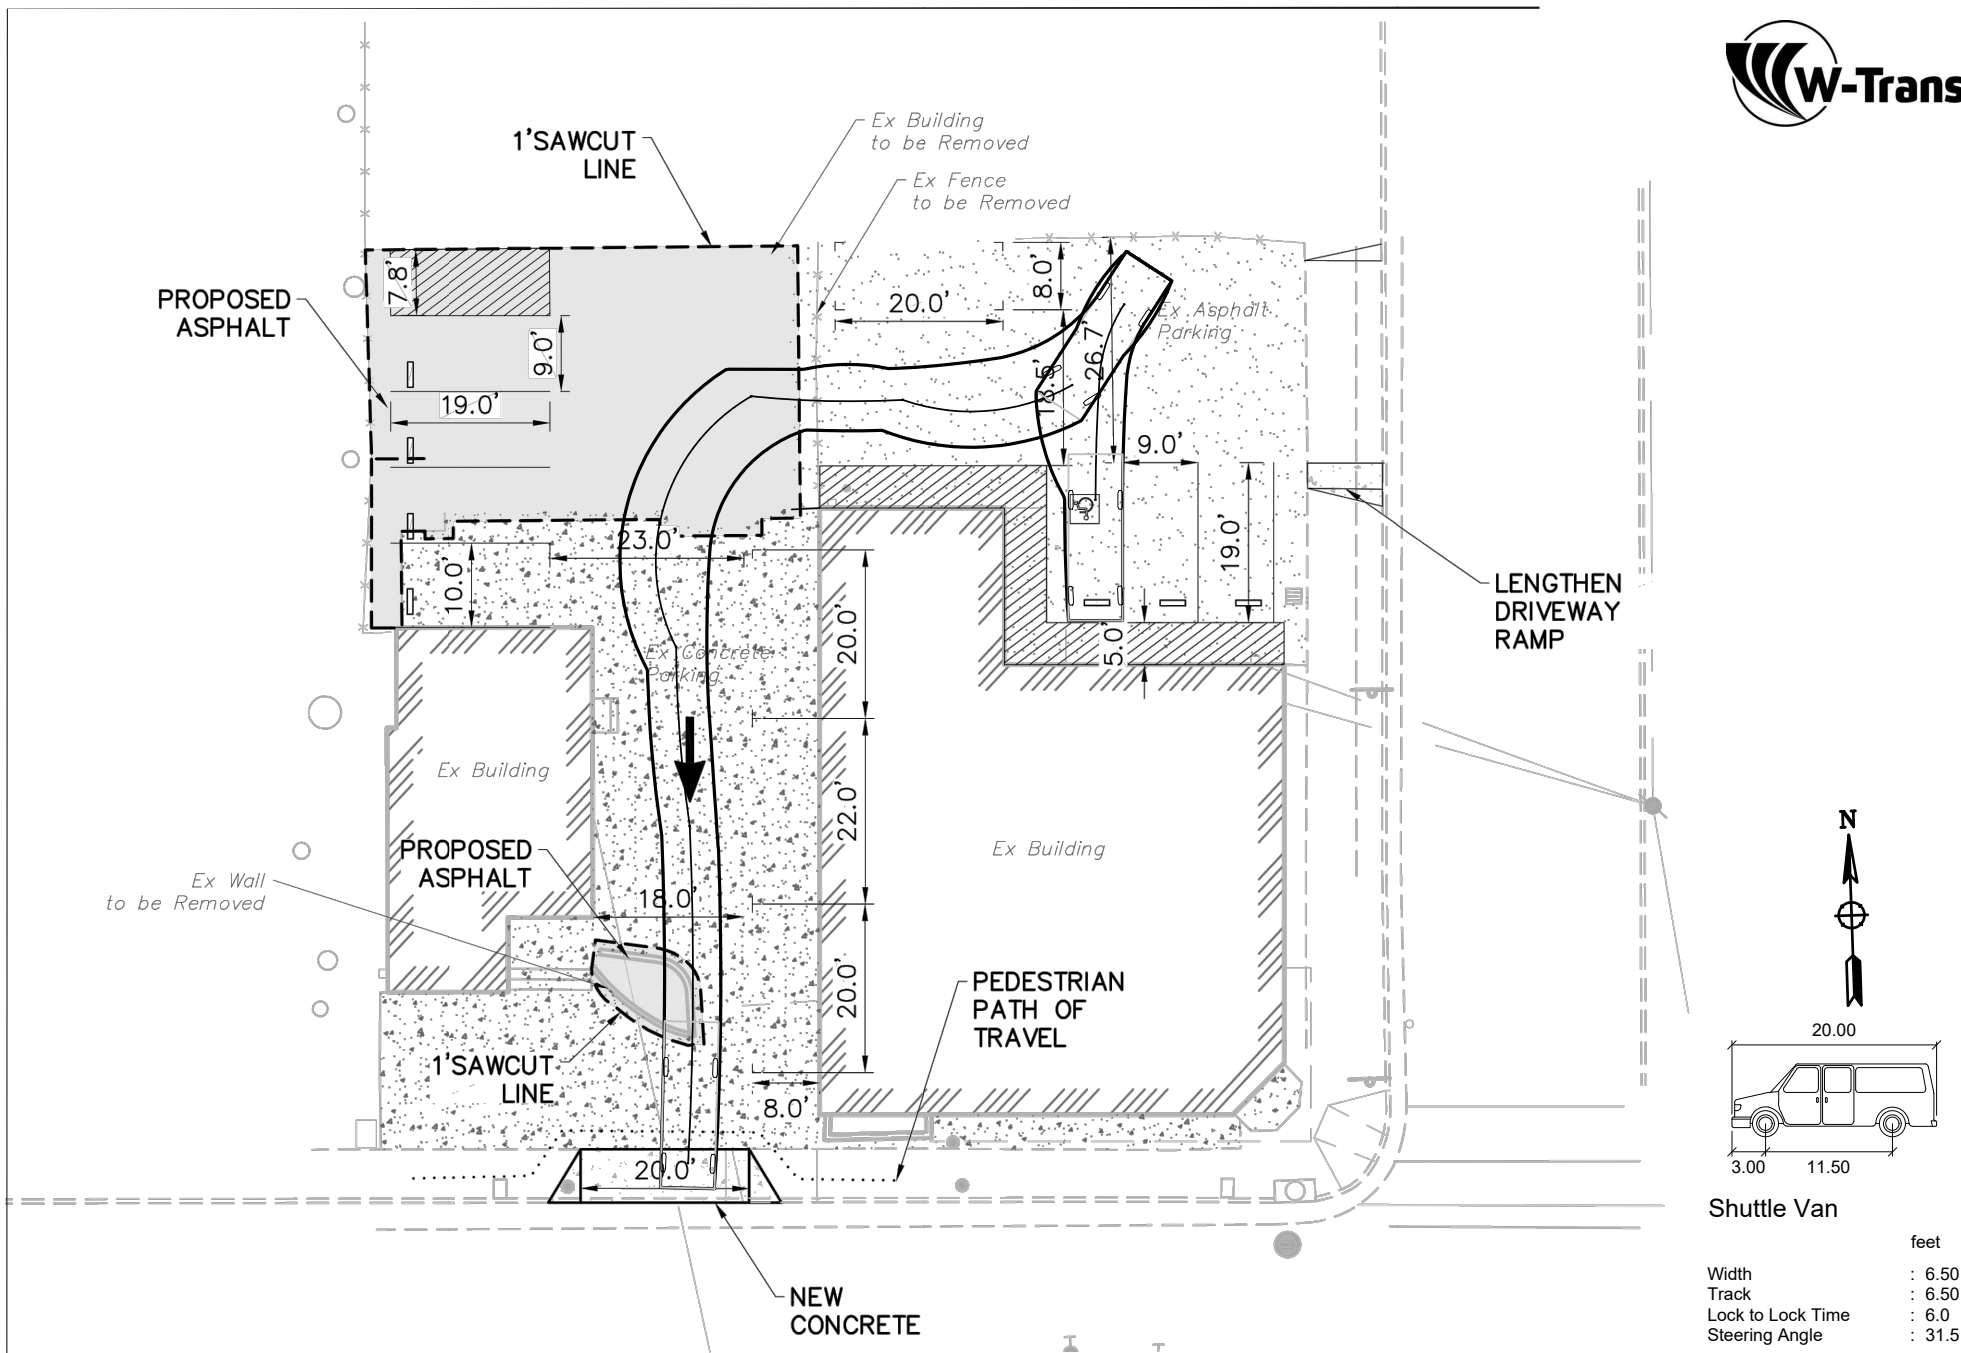 W-Trans
Ex Building
to be Removed
1'SAWCUT
LINE
Ex Fence
to be Removed
PROPOSED
ASPHALT
7.8'
9.0'
19.0'
20.0'
8.0'
18.5'
26.7'
Ex Asphalt
Parking
9.0'
19.0'
23.0'
10.0'
20.0'
5.0'
LENGTHEN
DRIVEWAY
RAMP
Ex Concrete
Parking
Ex Building
22.0'
Ex Building
PROPOSED
ASPHALT
Ex Wall
to be Removed
18.0'
20.0'
PEDESTRIAN
PATH OF
TRAVEL
1'SAWCUT
LINE
8.0'
20.0'
NEW
CONCRETE
N
20.00
3.00
11.50
Shuttle Van
feet
Width : 6.50
Track : 6.50
Lock to Lock Time : 6.0
Steering Angle : 31.5